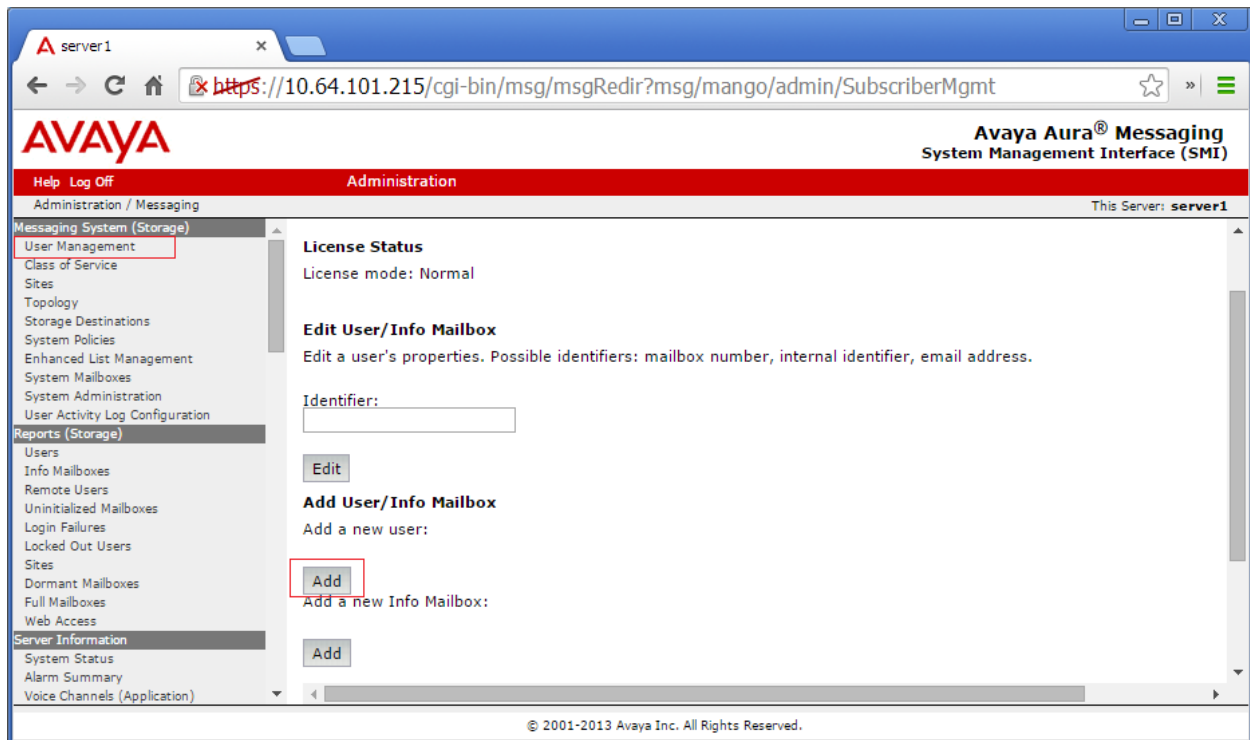 server1
https://10.64.101.215/cgi-bin/msg/msgRedir?msg/mango/admin/SubscriberMgmt
AVAYA
Avaya Aura® Messaging
System Management Interface (SMI)
Help Log Off
Administration
Administration / Messaging
This Server: server1
Messaging System (Storage)
User Management
Class of Service
Sites
Topology
Storage Destinations
System Policies
Enhanced List Management
System Mailboxes
System Administration
User Activity Log Configuration
Reports (Storage)
Users
Info Mailboxes
Remote Users
Uninitialized Mailboxes
Login Failures
Locked Out Users
Sites
Dormant Mailboxes
Full Mailboxes
Web Access
Server Information
System Status
Alarm Summary
Voice Channels (Application)
License Status
License mode: Normal
Edit User/Info Mailbox
Edit a user's properties. Possible identifiers: mailbox number, internal identifier, email address.
Identifier:
Edit
Add User/Info Mailbox
Add a new user:
Add
Add a new Info Mailbox:
Add
© 2001-2013 Avaya Inc. All Rights Reserved.